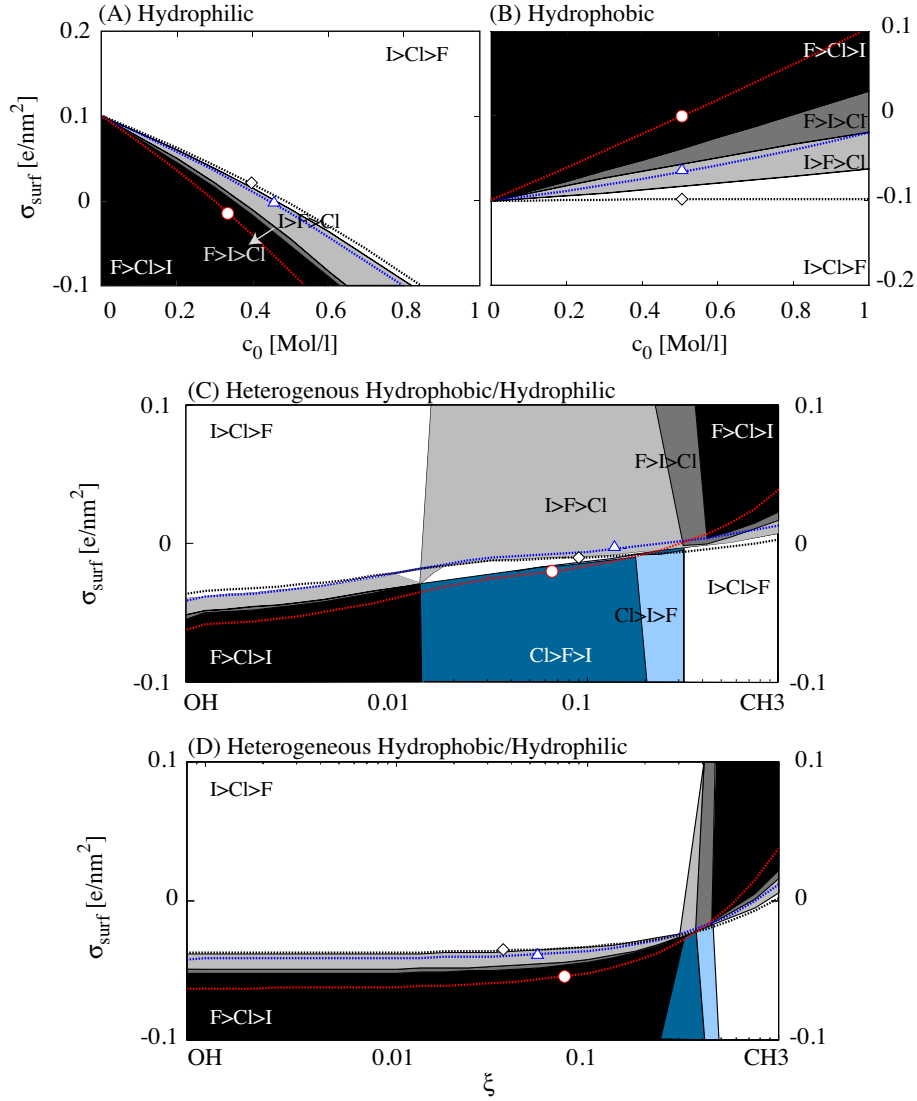 (A) Hydrophilic
(B) Hydrophobic
0.2
0.1
0
-0.1
σsurf [e/nm²]
I>Cl>F
I>F>Cl
F>I>Cl
F>Cl>I
0 0.2 0.4 0.6 0.8 1
c₀ [Mol/l]
0.1
0
-0.1
-0.2
F>Cl>I
F>I>Cl
I>F>Cl
I>Cl>F
0 0.2 0.4 0.6 0.8 1
c₀ [Mol/l]
(C) Heterogenous Hydrophobic/Hydrophilic
0.1
0
-0.1
σsurf [e/nm²]
I>Cl>F
F>Cl>I
F>I>Cl
I>F>Cl
Cl>I>F
I>Cl>F
F>Cl>I
Cl>F>I
0.1
0
-0.1
OH 0.01 0.1 CH3
(D) Heterogeneous Hydrophobic/Hydrophilic
0.1
0
-0.1
σsurf [e/nm²]
I>Cl>F
F>Cl>I
0.1
0
-0.1
OH 0.01 0.1 CH3
ξ